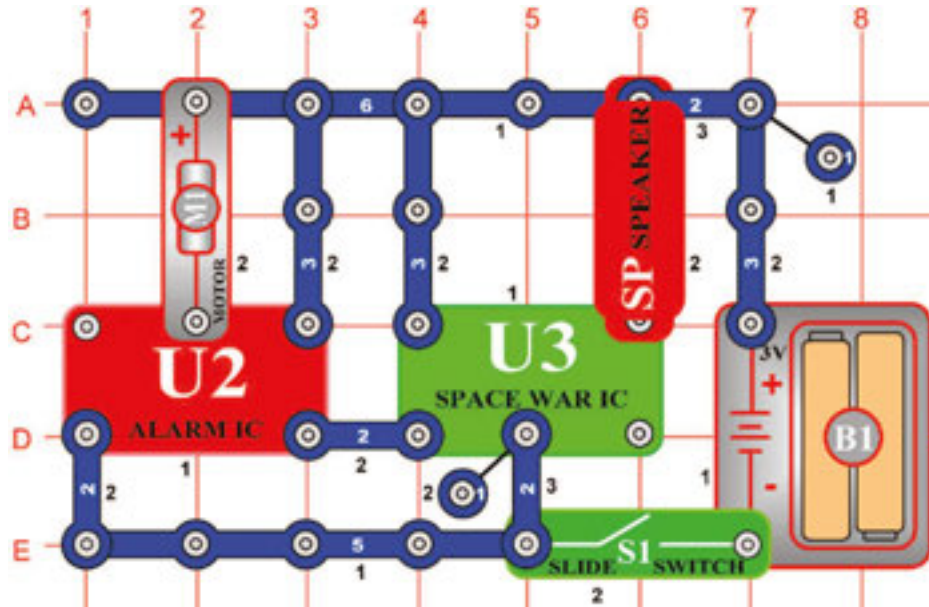 1 2 3 4 5 6 7 8
A 6 2
1 3 1
+ 1
M1 SPEAKER
B
2 3 2 3 2 SP 2 3 2
MOTOR 1
C
U2 U3 3V
SPACE WAR IC +
D ALARM IC B1
2 2 1
1 2 -
2 2 2 1 2 3
E 5 S1
1 SLIDE SWITCH
2